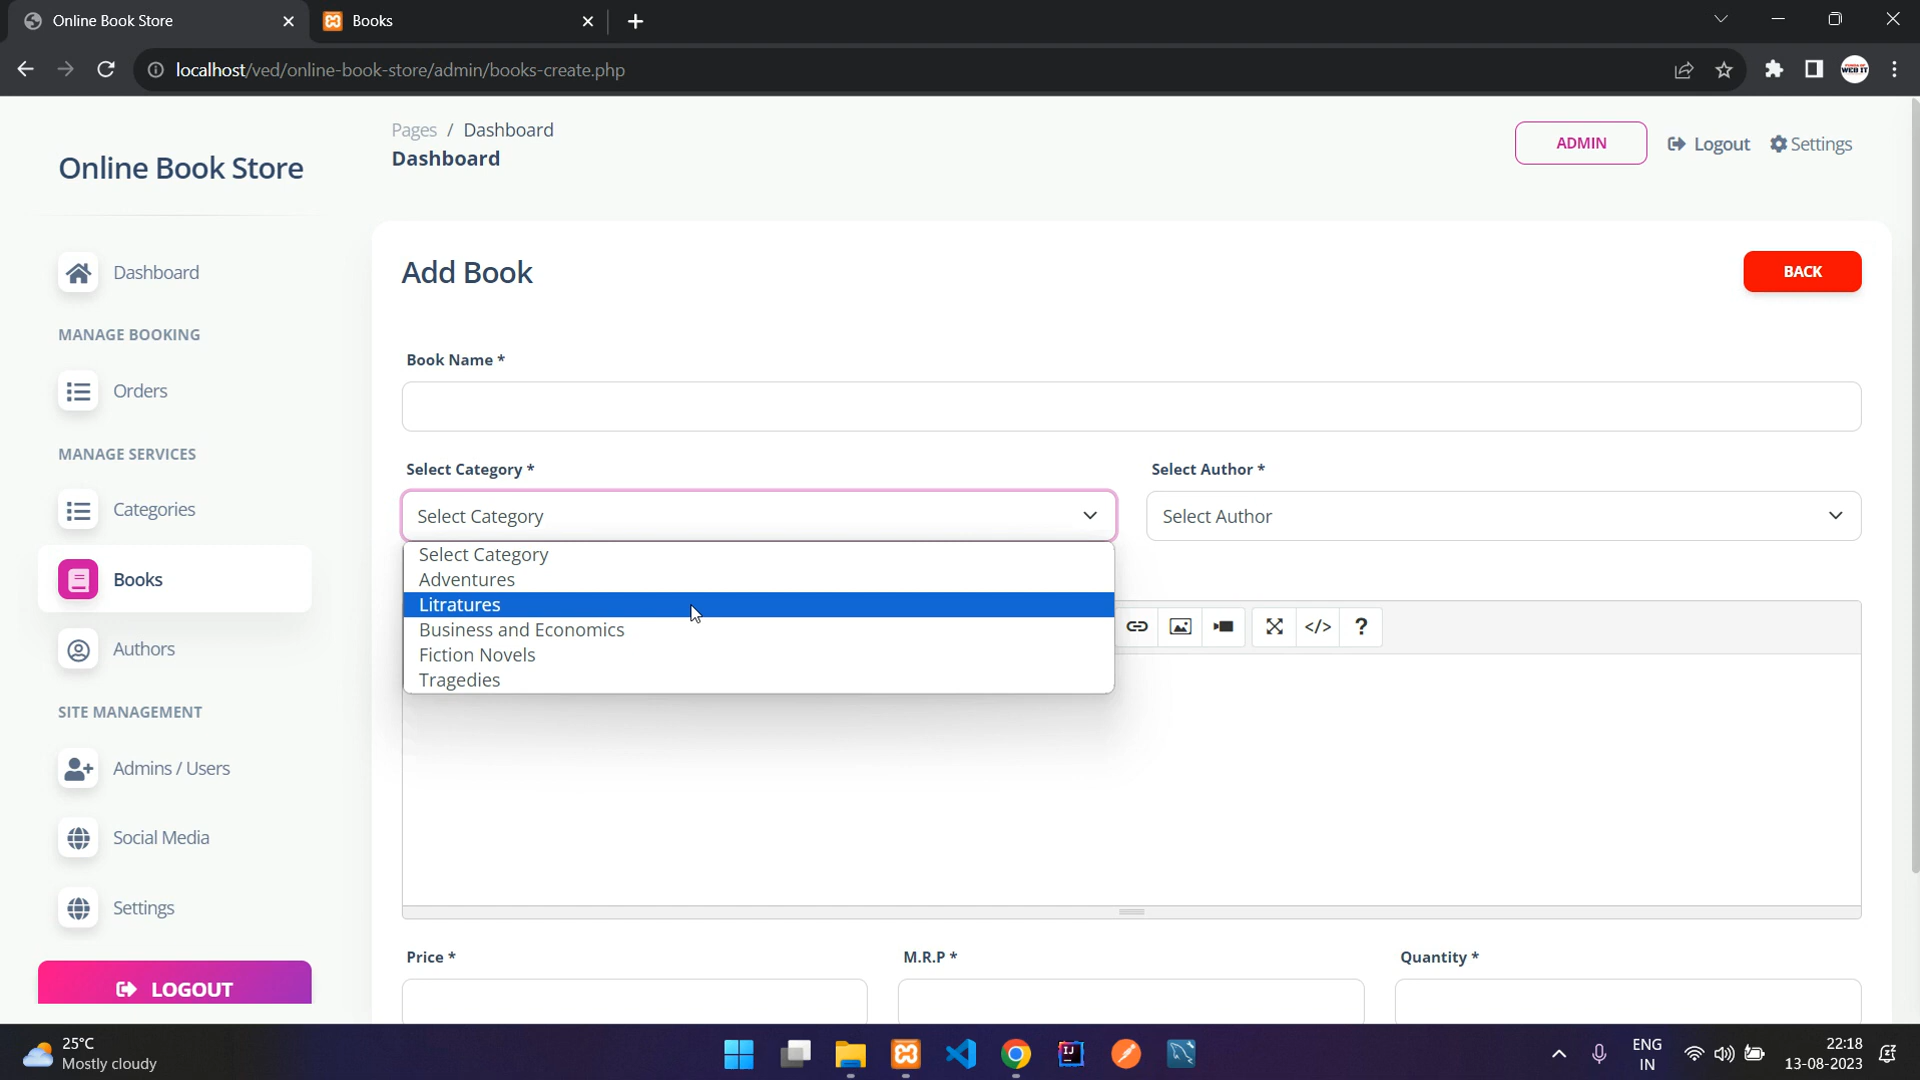 Online Book Store
Books
localhost/ved/online-book-store/admin/books-create.php
WEB IT
Online Book Store
Pages / Dashboard
Dashboard
ADMIN
Logout
Settings
Dashboard
MANAGE BOOKING
Orders
MANAGE SERVICES
Categories
Books
Authors
SITE MANAGEMENT
Admins / Users
Social Media
Settings
LOGOUT
Add Book
BACK
Book Name *
Select Category *
Select Author *
Select Category
Select Author
Select Category
Adventures
Litratures
Business and Economics
Fiction Novels
Tragedies
</>
?
Price *
M.R.P *
Quantity *
25°C
Mostly cloudy
IJ
ENG
IN
22:18
13-08-2023